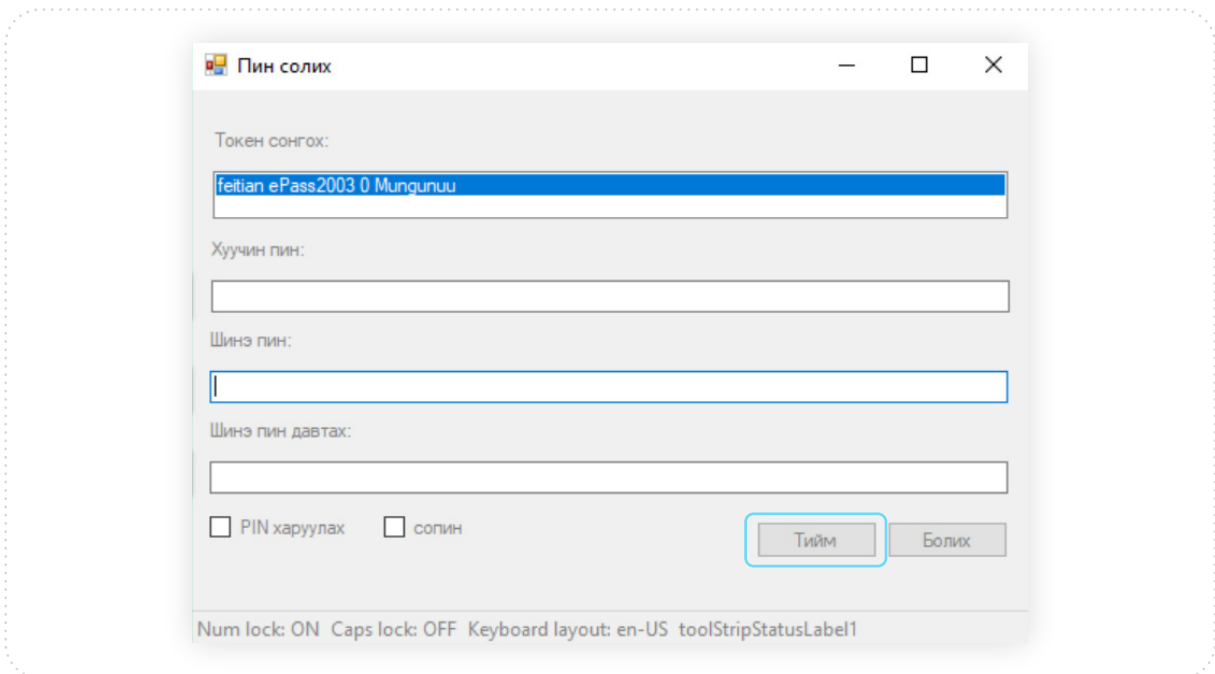 Пин солих
Токен сонгох:
feitian ePass2003 0 Mungunuu
Хуучин пин:
Шинэ пин:
Шинэ пин давтах:
PIN харуулах сопин Тийм Болих
Num lock: ON Caps lock: OFF Keyboard layout: en-US toolStripStatusLabel1